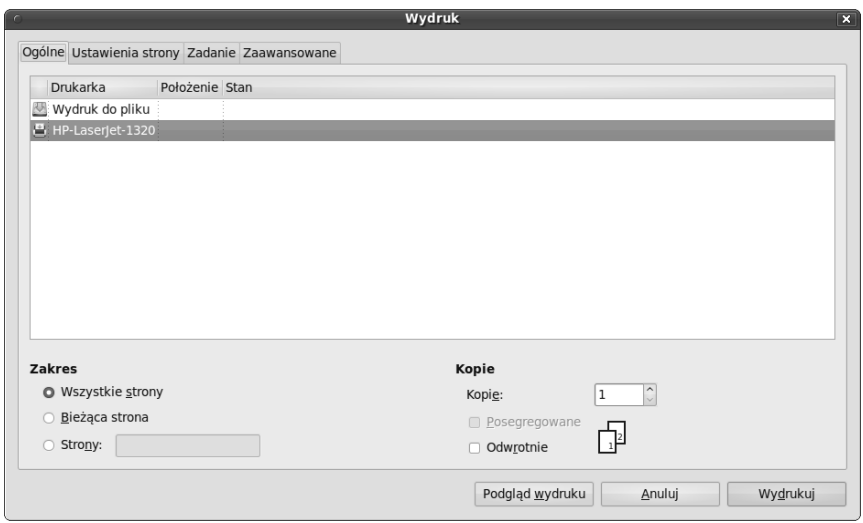 Wydruk
Ogólne Ustawienia strony Zadanie Zaawansowane
Drukarka Położenie Stan
Wydruk do pliku
HP-LaserJet-1320
Zakres
Wszystkie strony
Bieżąca strona
Strony:
Kopie
Kopie: 1
Posegregowane
Odwrotnie
1 2
Podgląd wydruku Anuluj Wydrukuj